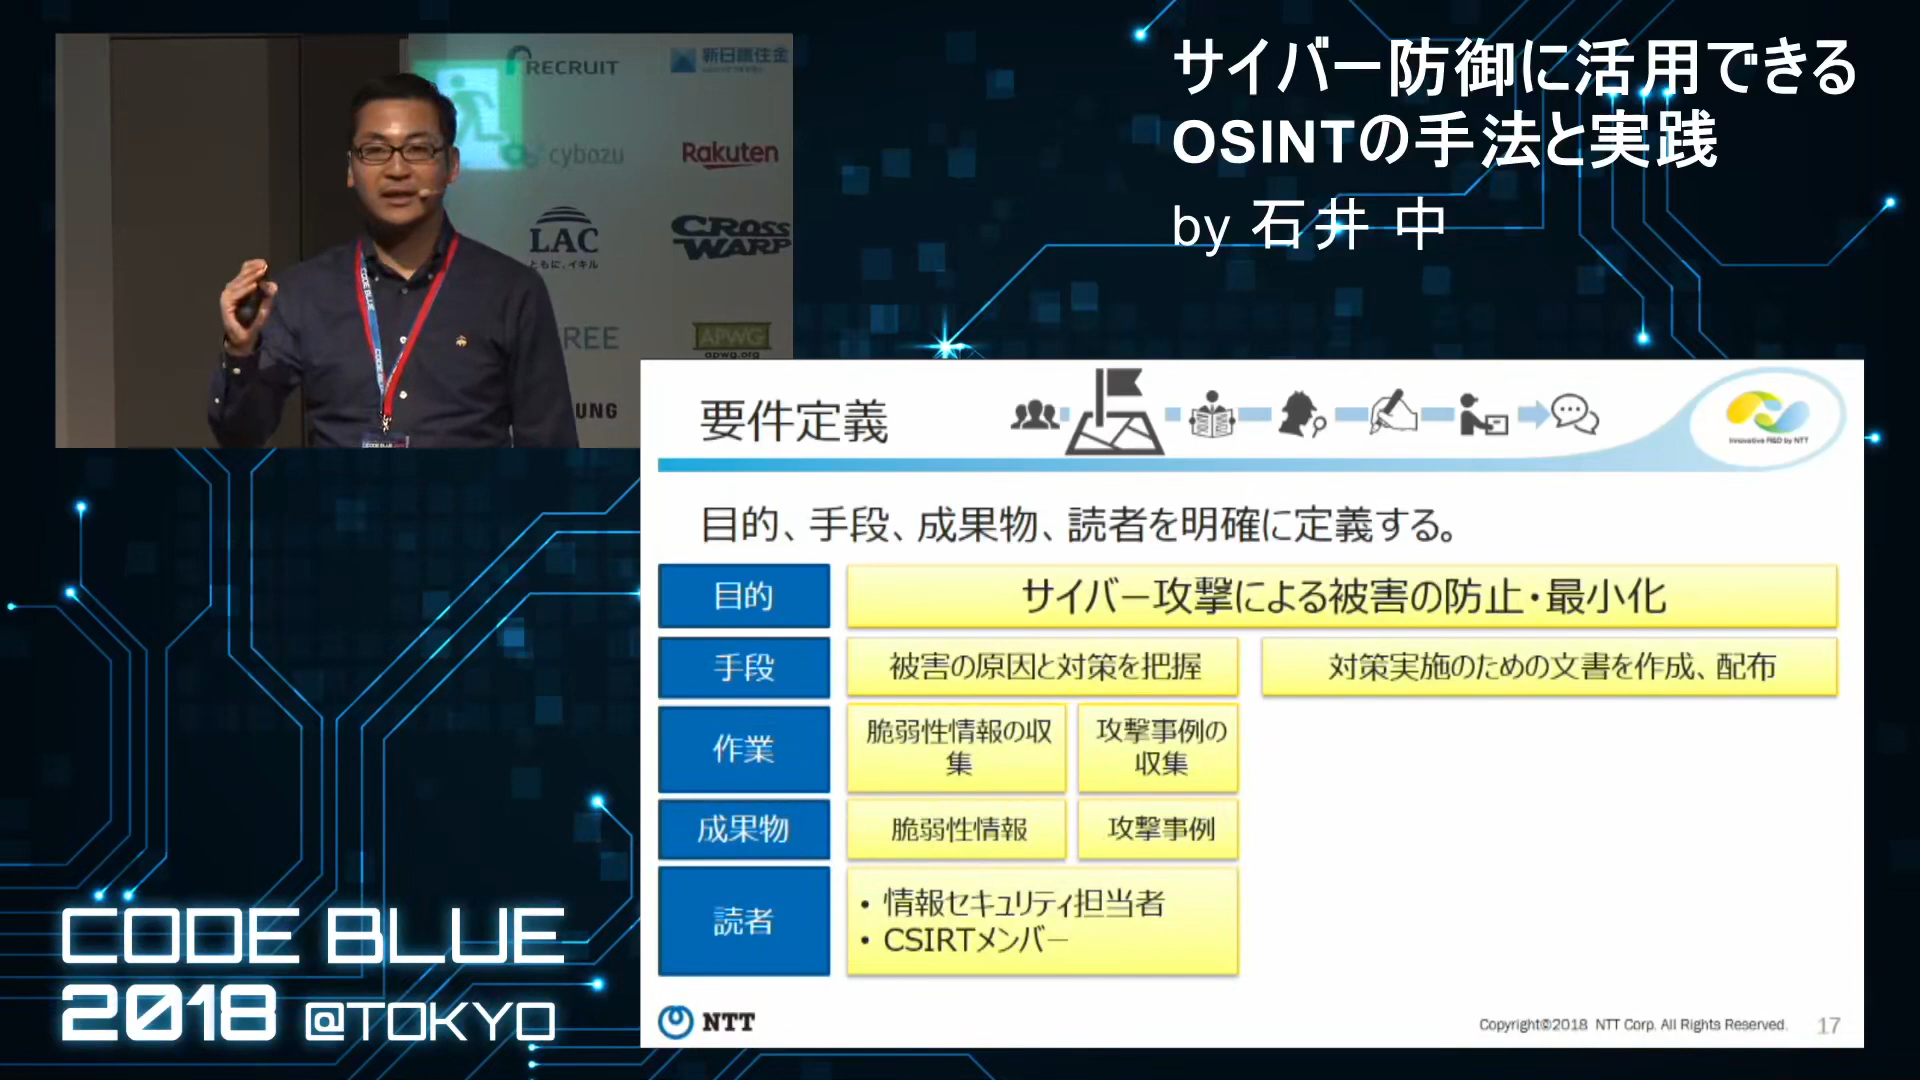 RECRUIT
新日鐵住金
cybozu
Rakuten
LAC
ともに、イキル
CROSS
WARP
REE
APWG
apwg.org
UNG
CODE BLUE
サイバー防御に活用できる
OSINTの手法と実践
by 石井 中
要件定義
Innovative R&D by NTT
目的、手段、成果物、読者を明確に定義する。
目的
サイバー攻撃による被害の防止・最小化
手段
被害の原因と対策を把握
対策実施のための文書を作成、配布
作業
脆弱性情報の収
集
攻撃事例の
収集
成果物
脆弱性情報
攻撃事例
読者
• 情報セキュリティ担当者
• CSIRTメンバー
NTT
Copyright©2018 NTT Corp. All Rights Reserved.
17
CODE BLUE
2018 @TOKYO